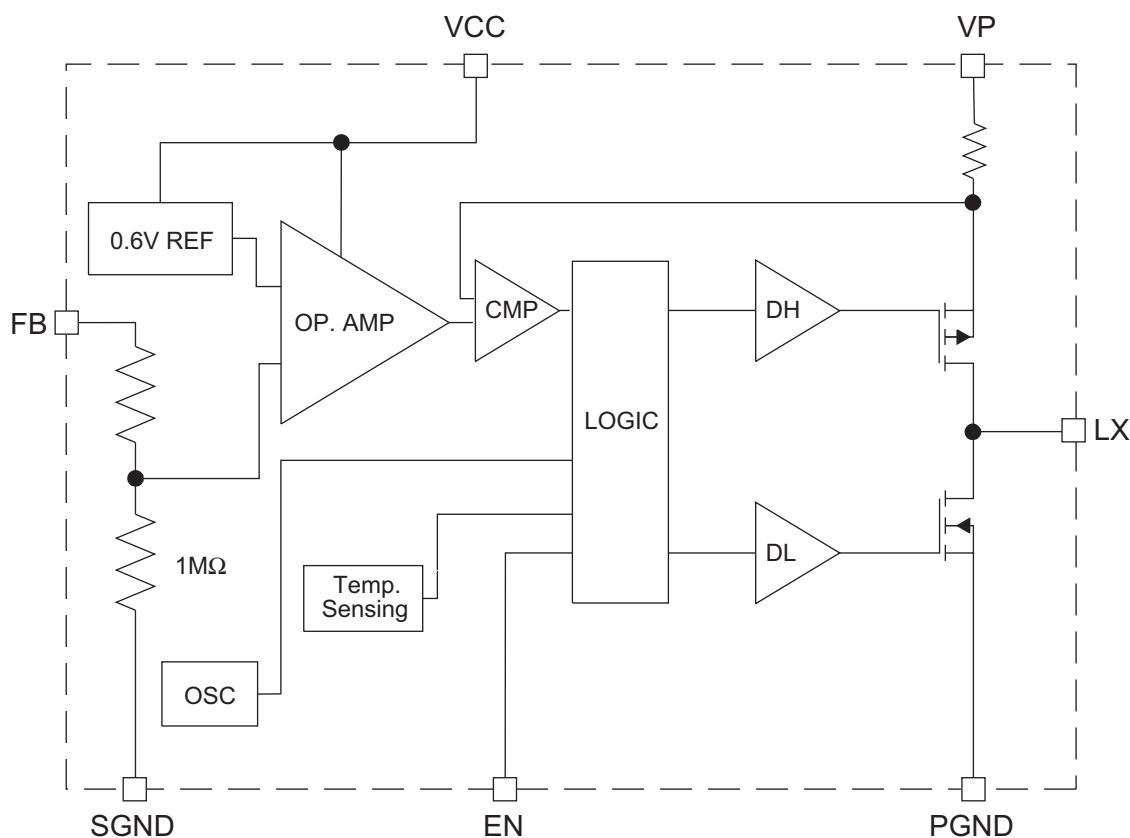 VCC
VP
0.6V REF
FB
OP. AMP
CMP
DH
LOGIC
LX
1MΩ
Temp.
Sensing
DL
OSC
SGND
EN
PGND